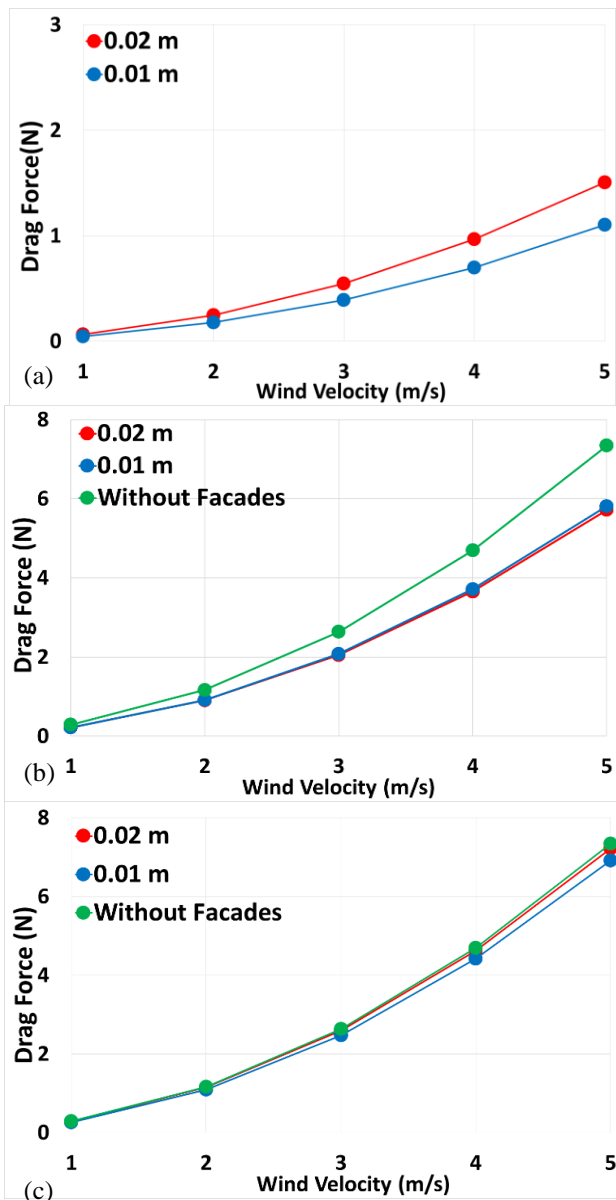 3
0.02 m
0.01 m
2
1
0
Drag Force(N)
1 2 3 4 5
(a)
Wind Velocity (m/s)
8
0.02 m
0.01 m
Without Facades
6
4
2
0
Drag Force (N)
1 2 3 4 5
(b)
Wind Velocity (m/s)
8
0.02 m
0.01 m
Without Facades
6
4
2
0
Drag Force (N)
1 2 3 4 5
(c)
Wind Velocity (m/s)